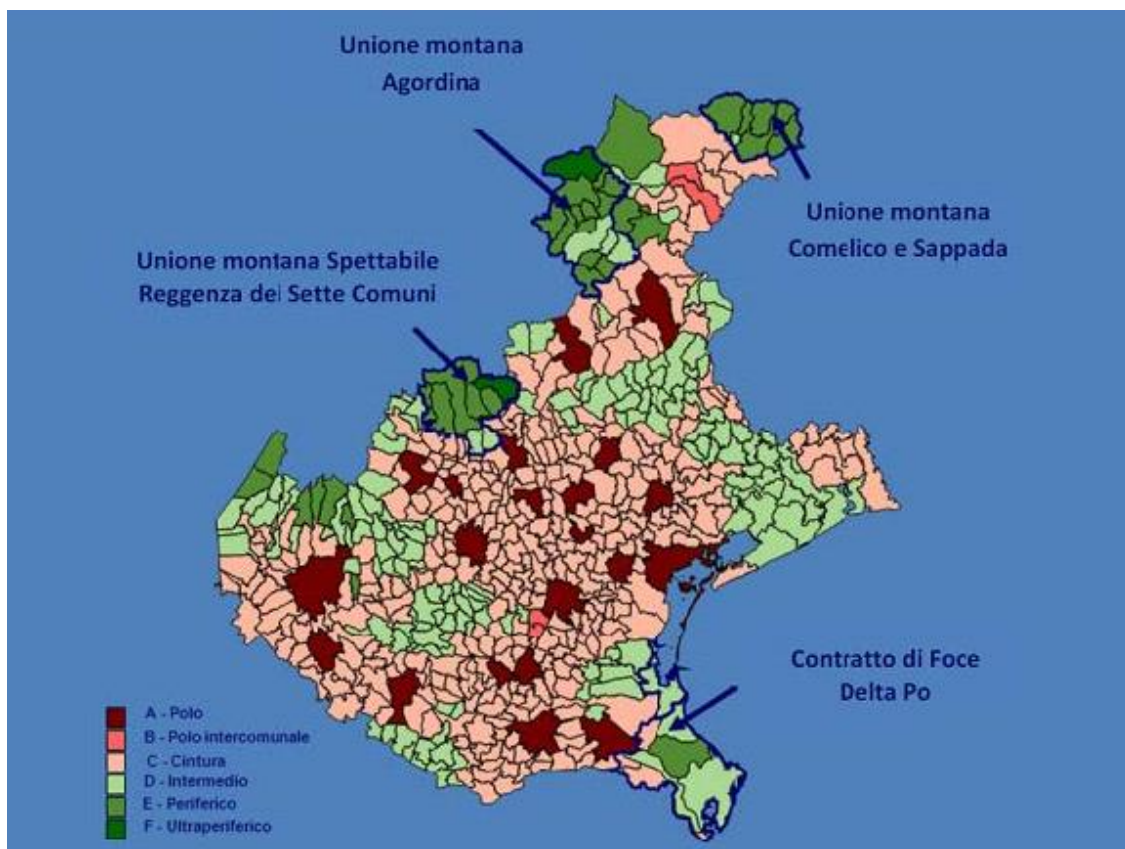 Unione montana
Agordina
Unione montana
Comelico e Sappada
Unione montana Spettabile
Reggenza dei Sette Comuni
Contratto di Foce
Delta Po
A - Polo
B - Polo intercomunale
C - Cintura
D - Intermedio
E - Periferico
F - Ultraperiferico